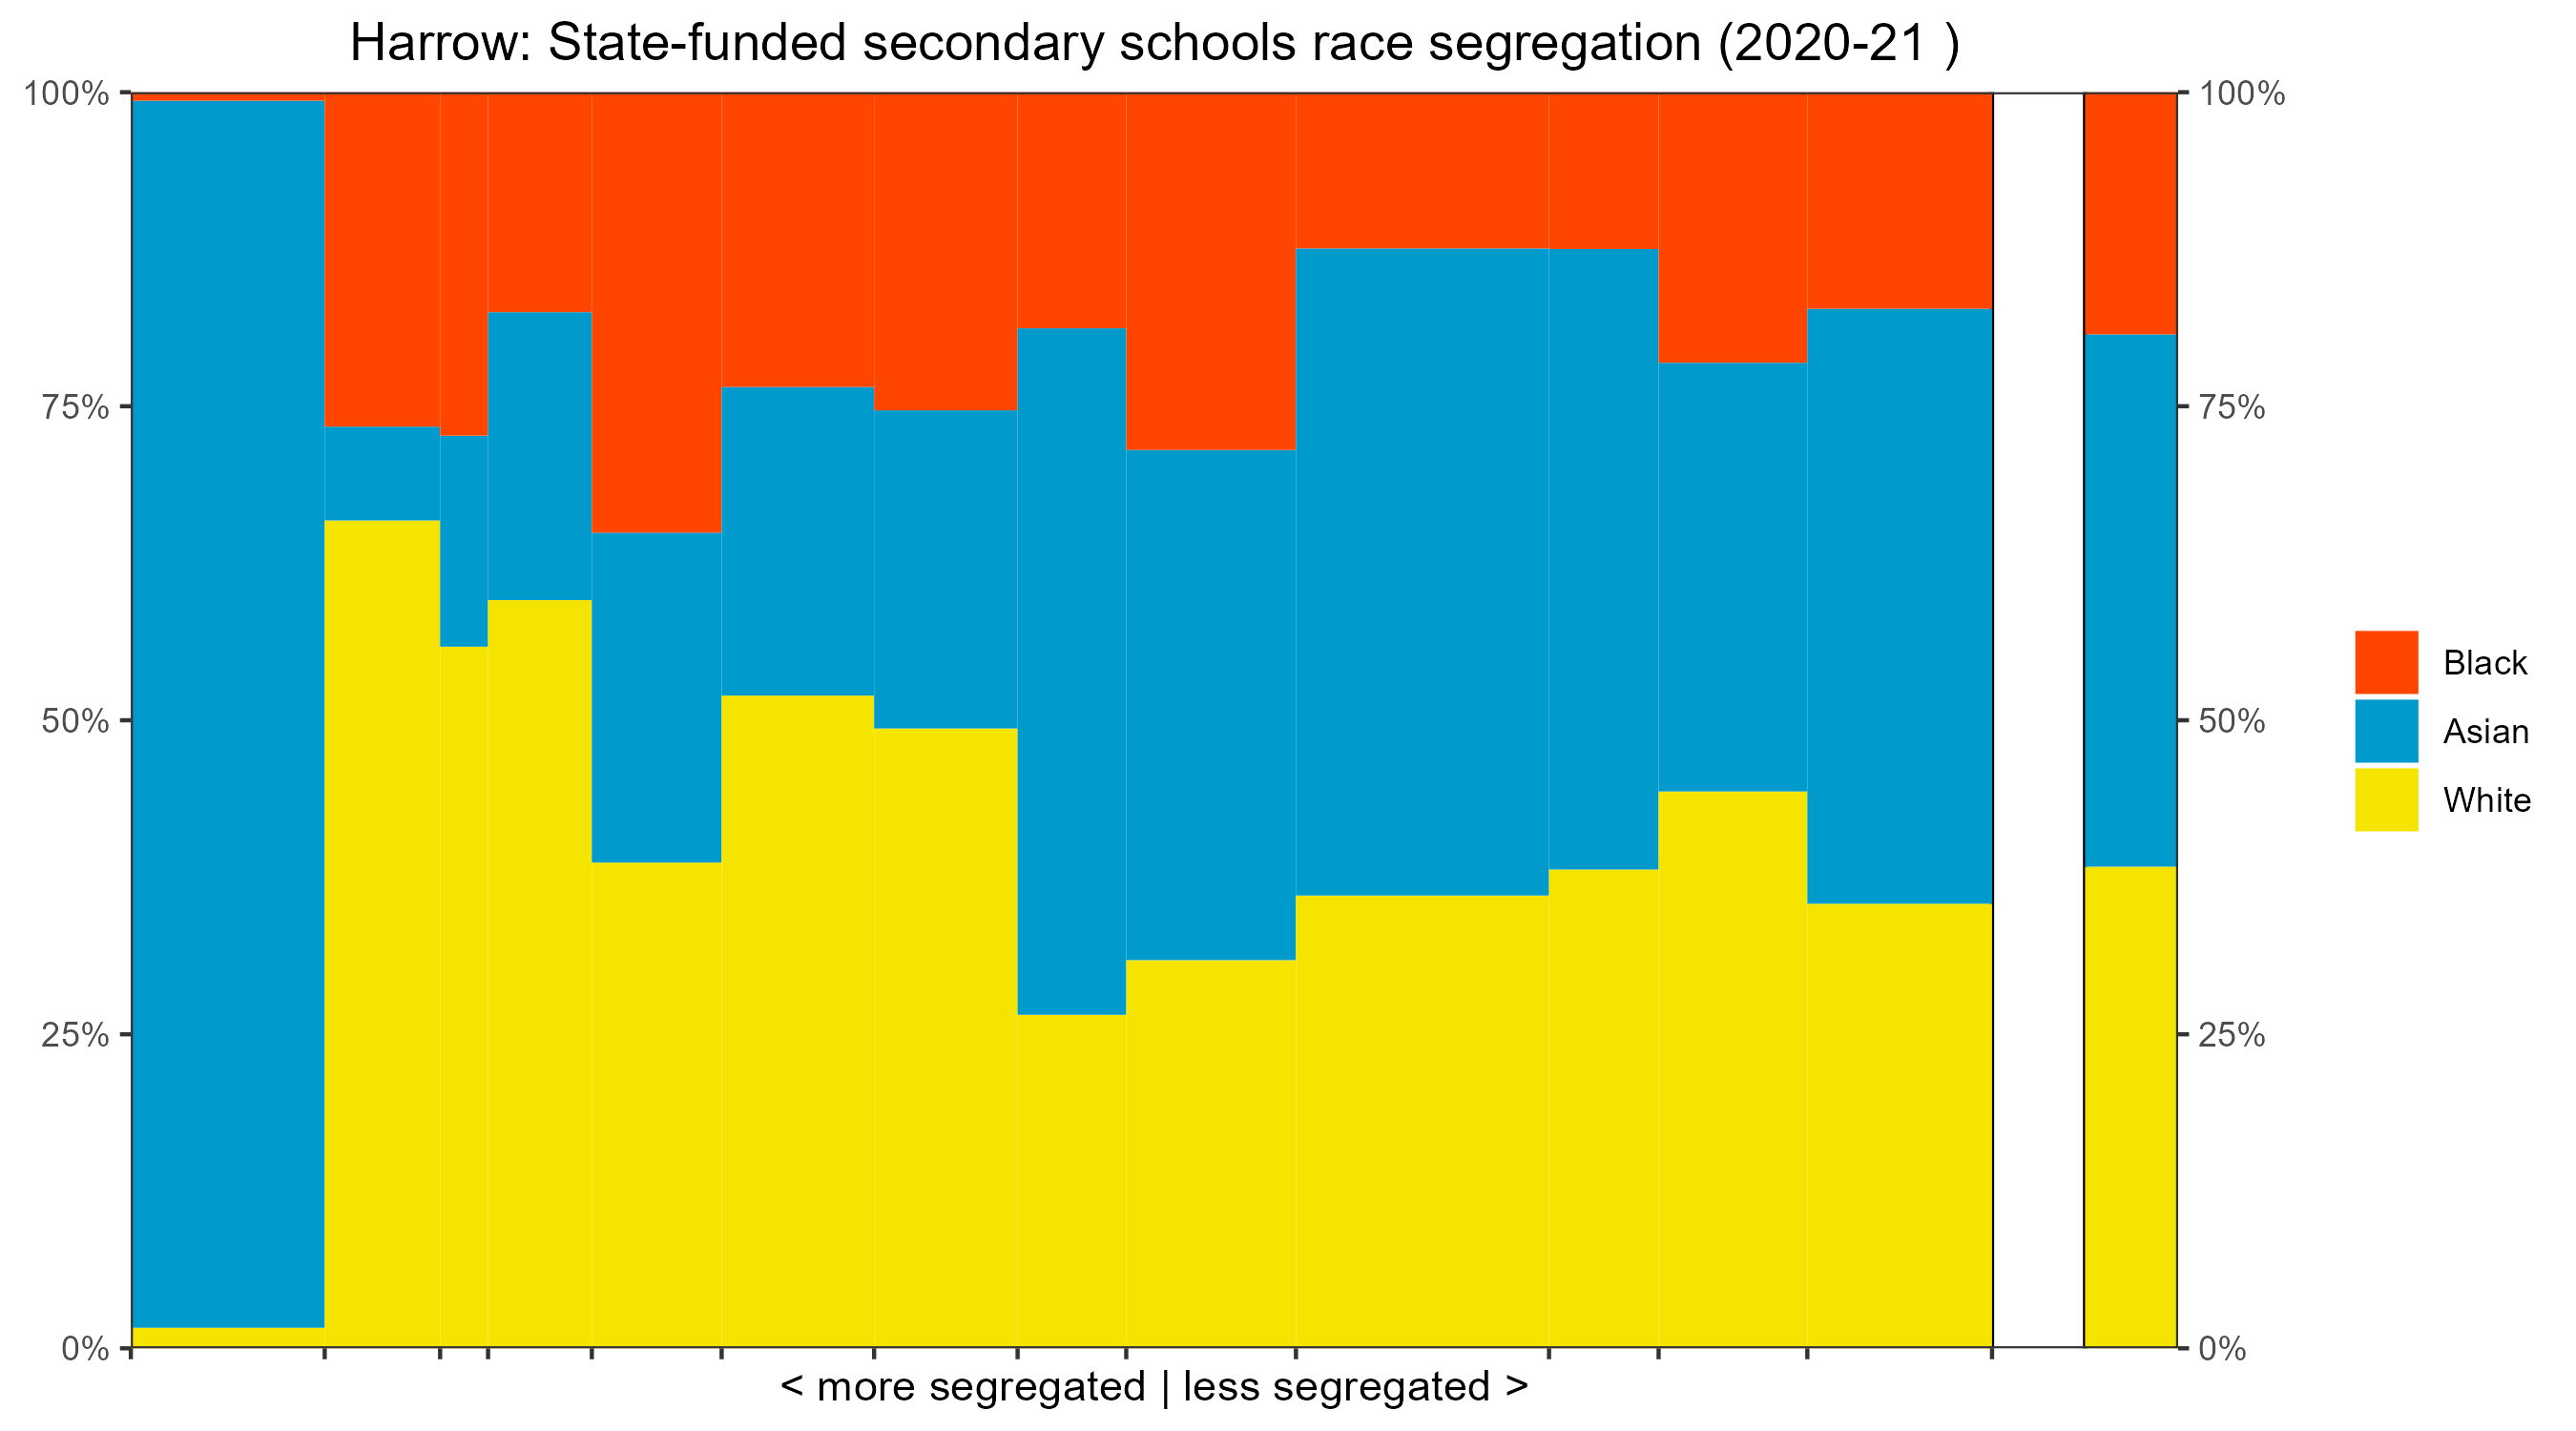 Harrow: State-funded secondary schools race segregation (2020-21 )
100%
100%
75%
75%
50%
50%
25%
25%
0%
0%
Black
Asian
White
< more segregated | less segregated >